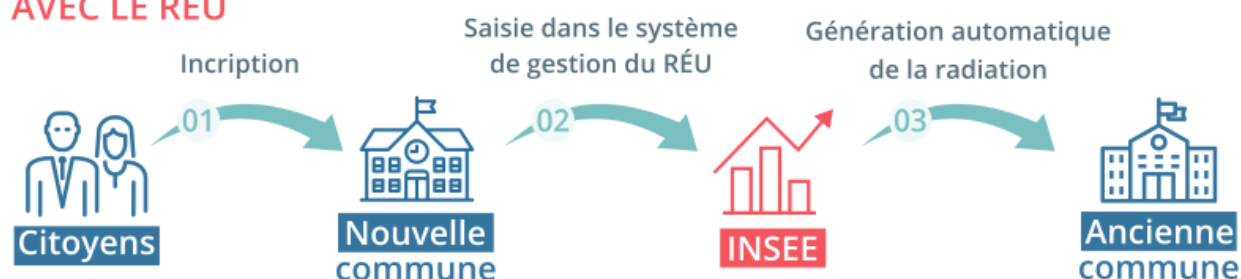 AVEC LE RÉU
Incription
Saisie dans le système
de gestion du RÉU
Génération automatique
de la radiation
01
02
03
Citoyens
Nouvelle
commune
INSEE
Ancienne
commune